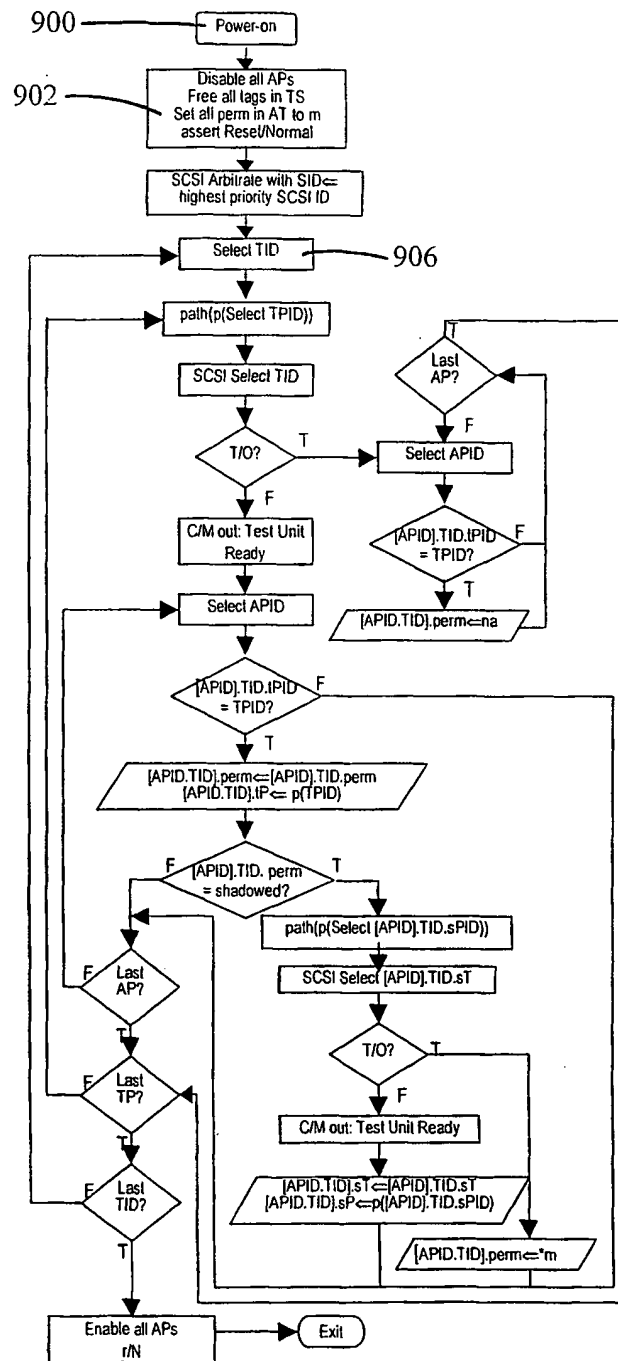 900
Power-on
902
Disable all APs
Free all tags in TS
Set all perm in AT to m
assert Reset/Normal
SCSI Arbitrate with SID⇐
highest priority SCSI ID
Select TID
906
path(p(Select TPID))
SCSI Select TID
T/O?
T
F
C/M out: Test Unit
Ready
T
Last
AP?
F
Select APID
[APID].TID.tPID
= TPID?
F
T
[APID.TID].perm⇐na
Select APID
[APID].TID.tPID
= TPID?
F
T
[APID.TID].perm⇐[APID].TID.perm
[APID.TID].tP⇐ p(TPID)
F
[APID].TID. perm
= shadowed?
T
path(p(Select [APID].TID.sPID))
SCSI Select [APID].TID.sT
T/O?
T
F
C/M out: Test Unit Ready
[APID.TID].sT⇐[APID].TID.sT
[APID.TID].sP⇐p([APID].TID.sPID)
[APID.TID].perm⇐*m
F
Last
AP?
T
F
Last
TP?
T
F
Last
TID?
T
Enable all APs
r/N
Exit